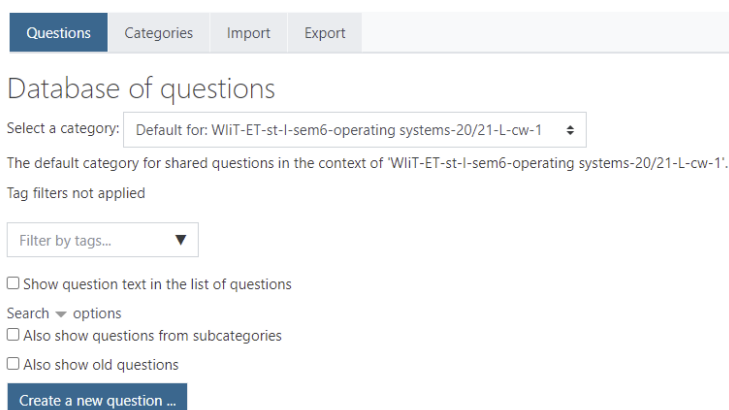 Questions Categories Import Export
Database of questions
Select a category: Default for: WIiT-ET-st-I-sem6-operating systems-20/21-L-cw-1
The default category for shared questions in the context of 'WIiT-ET-st-I-sem6-operating systems-20/21-L-cw-1'.
Tag filters not applied
Filter by tags...
Show question text in the list of questions
Search options
Also show questions from subcategories
Also show old questions
Create a new question ...